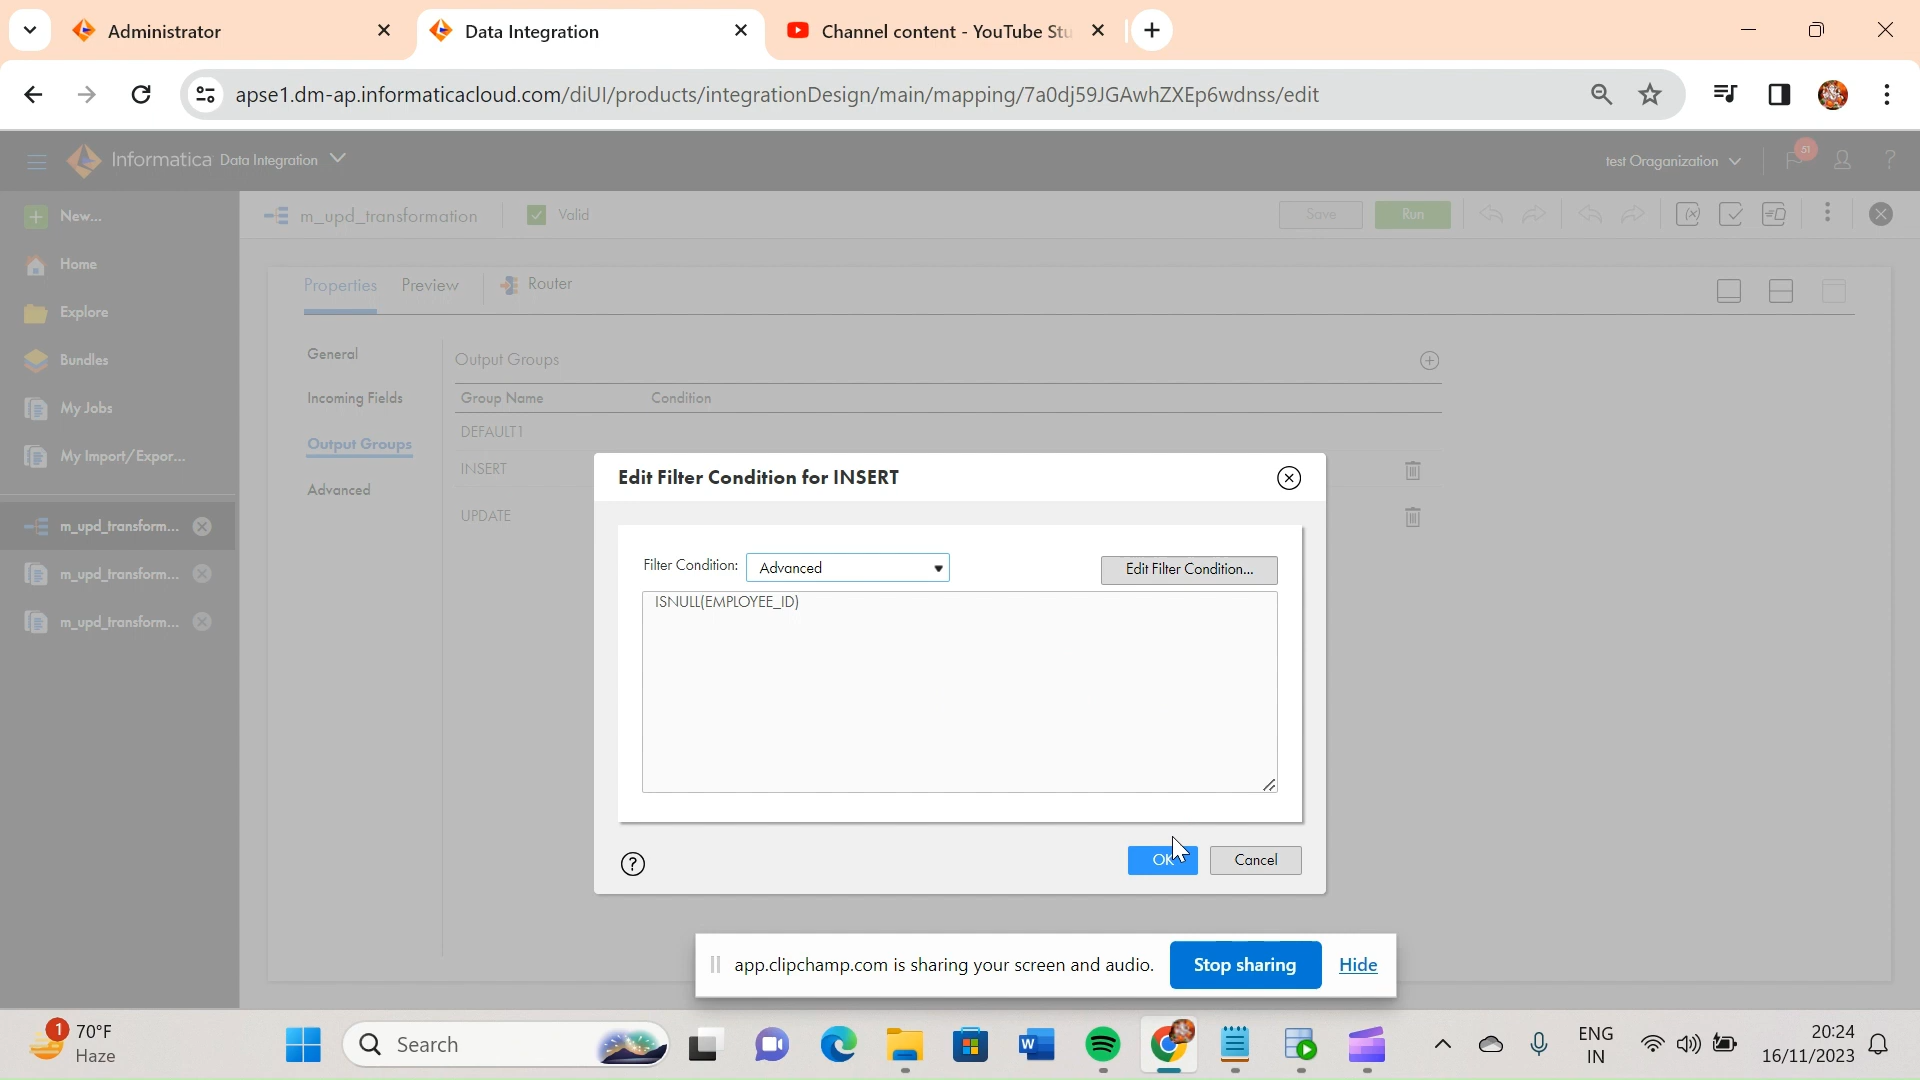 Administrator
Data Integration
Channel content - YouTube Stu
apse1.dm-ap.informaticacloud.com/diUI/products/integrationDesign/main/mapping/7a0dj59JGAwhZXEp6wdnss/edit
Informatica Data Integration
test Oraganization
51
?
New...
m_upd_transformation
Valid
Save
Run
Home
Properties
Preview
Router
Explore
General
Output Groups
Bundles
Incoming Fields
Group Name
Condition
My Jobs
DEFAULT1
Output Groups
My Import/Expor...
INSERT
Advanced
UPDATE
m_upd_transform...
m_upd_transform...
m_upd_transform...
Edit Filter Condition for INSERT
Filter Condition:
Advanced
Edit Filter Condition...
ISNULL(EMPLOYEE_ID)
?
OK
Cancel
app.clipchamp.com is sharing your screen and audio.
Stop sharing
Hide
1
70°F
Haze
Search
W
ENG
IN
20:24
16/11/2023